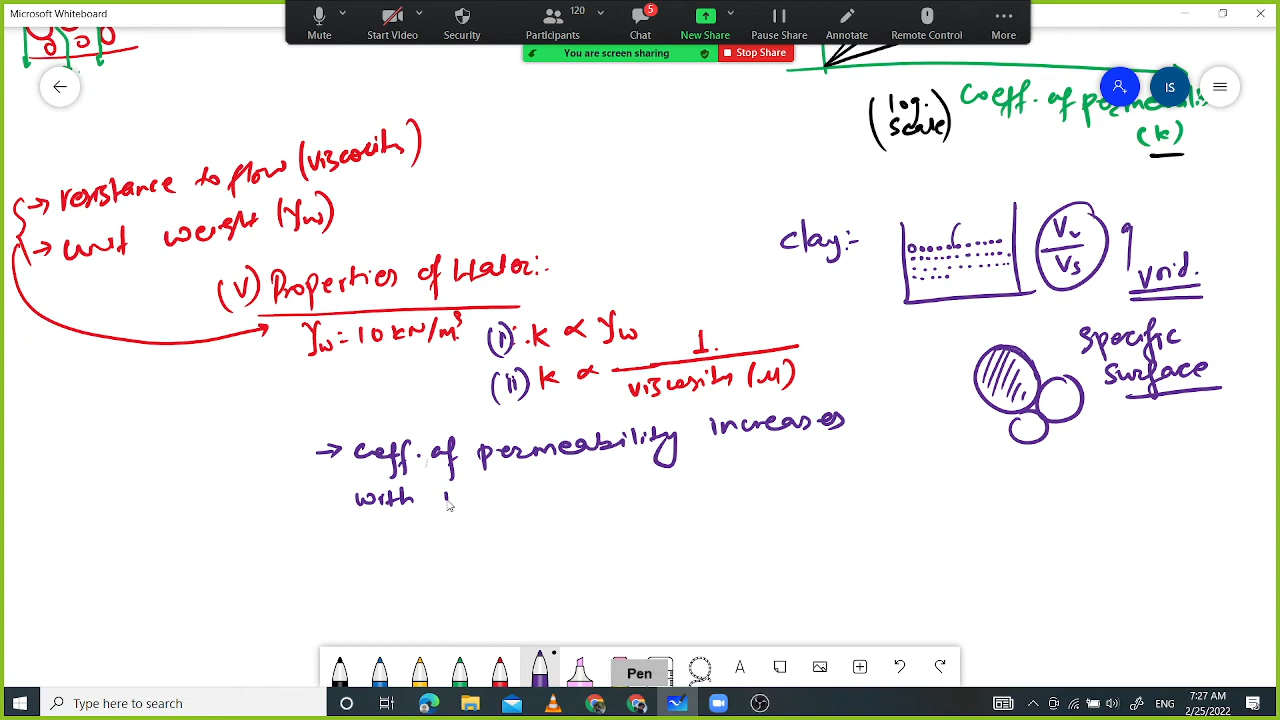 Microsoft Whiteboard
Mute
Start Video
Security
120
Participants
5
Chat
New Share
Pause Share
Annotate
Remote Control
More
You are screen sharing
Stop Share
IS
(log. scale)
coeff. of
(k)
→ resistance to flow (viscosity)
→ unit weight (γw)
(V) Properties of Water:-
γw = 10 kN/m³
(i) k ∝ γw
(ii) k ∝ 1 / viscosity (μ)
→ coeff. of permeability increases
with
clay:-
Vv
Vs
void.
specific
surface
Pen
A
Type here to search
ENG
7:27 AM
2/25/2022